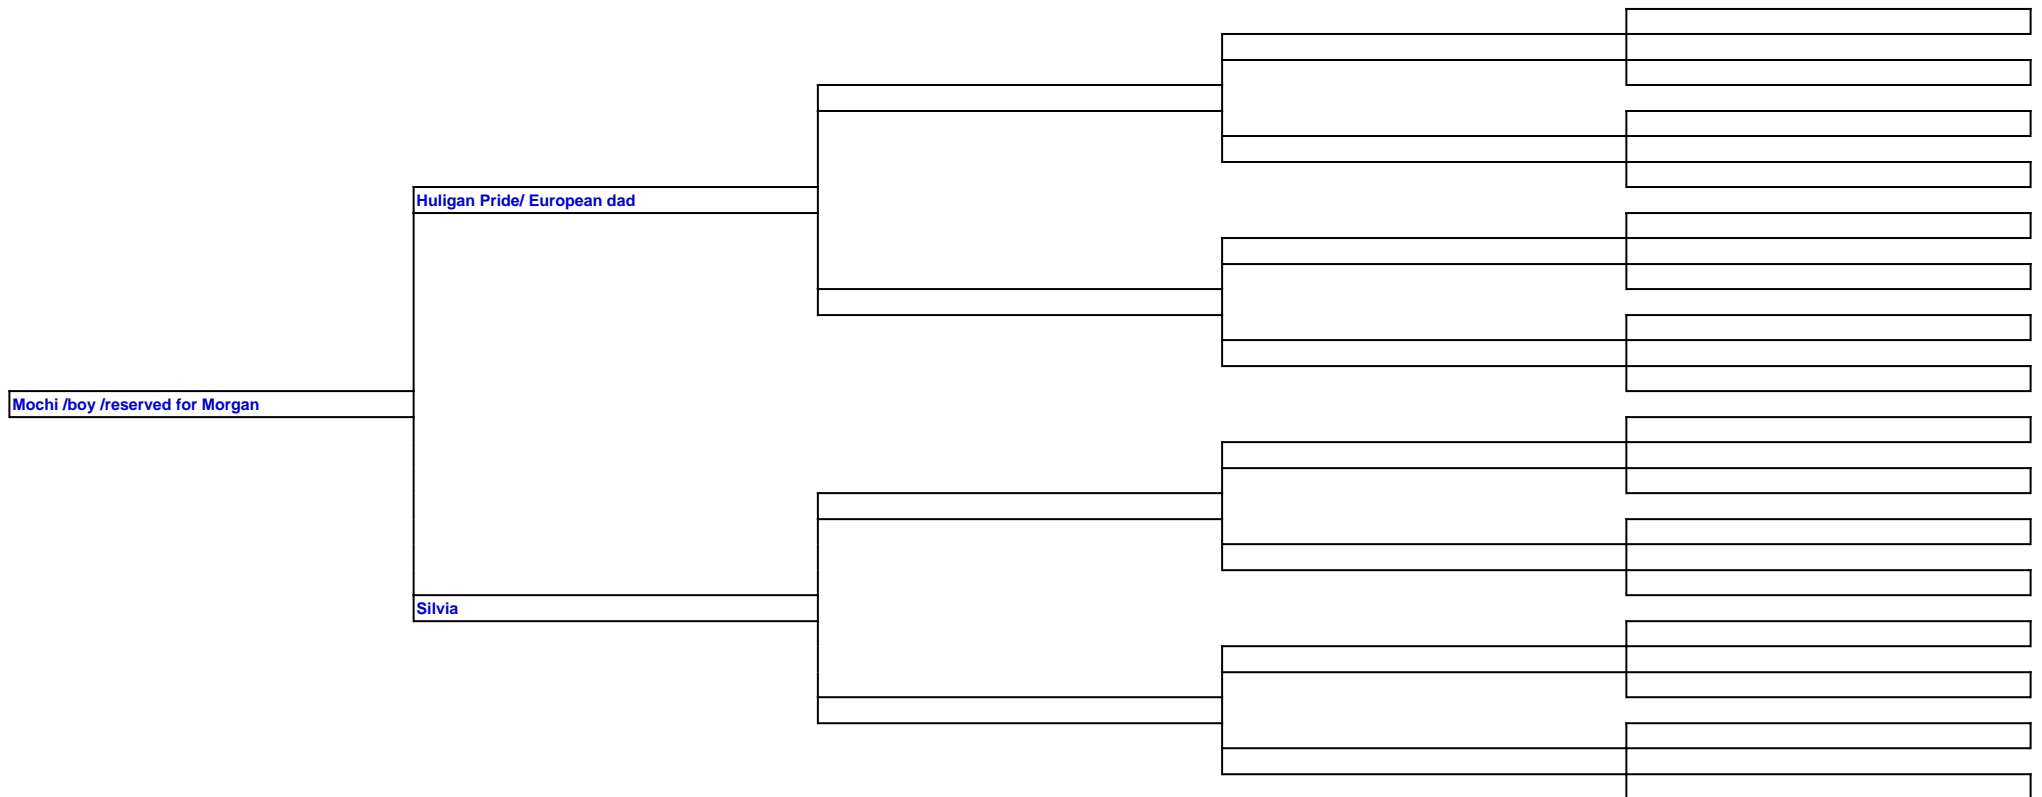 Huligan Pride/ European dad
Mochi /boy /reserved for Morgan
Silvia